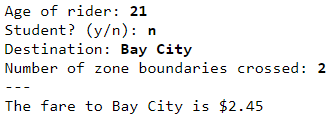 Age of rider: 21
Student? (y/n): n
Destination: Bay City
Number of zone boundaries crossed: 2
---
The fare to Bay City is $2.45